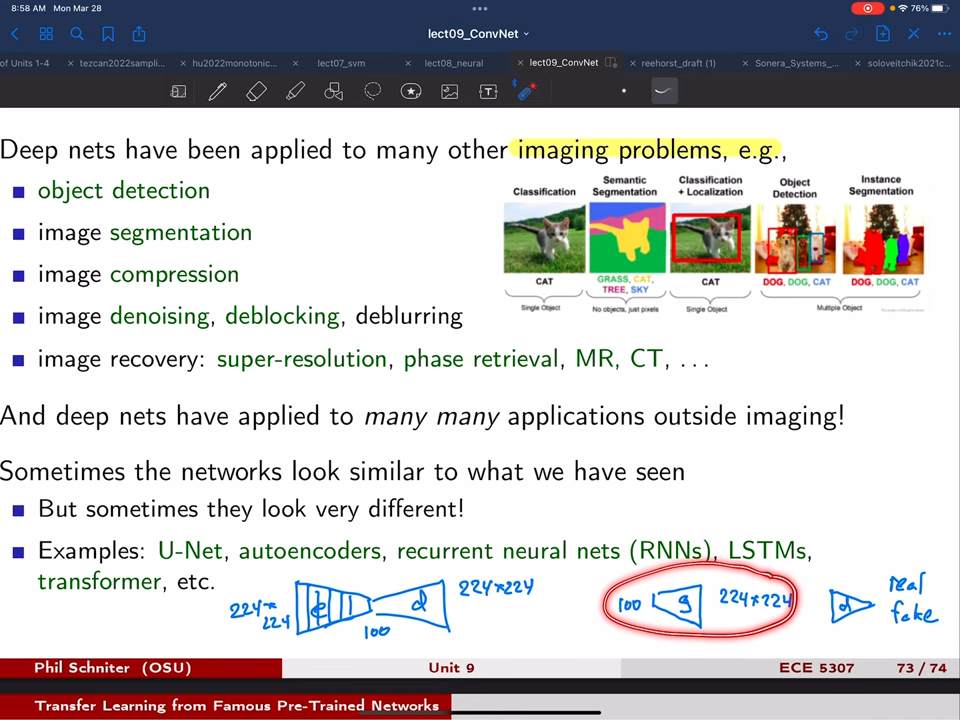 8:58 AM Mon Mar 28
76%
lect09_ConvNet
of Units 1-4
tezcan2022sampli...
hu2022monotonic...
lect07_svm
lect08_neural
lect09_ConvNet
reehorst_draft (1)
Sonera_Systems_...
soloveitchik2021c...
Deep nets have been applied to many other imaging problems, e.g.,
object detection
image segmentation
image compression
image denoising, deblocking, deblurring
image recovery: super-resolution, phase retrieval, MR, CT, ...
Classification
Semantic Segmentation
Classification + Localization
Object Detection
Instance Segmentation
CAT
GRASS, CAT,
TREE, SKY
CAT
DOG, DOG, CAT
DOG, DOG, CAT
Single Object
No objects, just pixels
Single Object
Multiple Object
And deep nets have applied to many many applications outside imaging!
Sometimes the networks look similar to what we have seen
But sometimes they look very different!
Examples: U-Net, autoencoders, recurrent neural nets (RNNs), LSTMs,
transformer, etc.
224×
224
e
100
d
224×224
100
g
224×224
d
real
fake
Phil Schniter (OSU)
Unit 9
ECE 5307
73 / 74
Transfer Learning from Famous Pre-Trained Networks